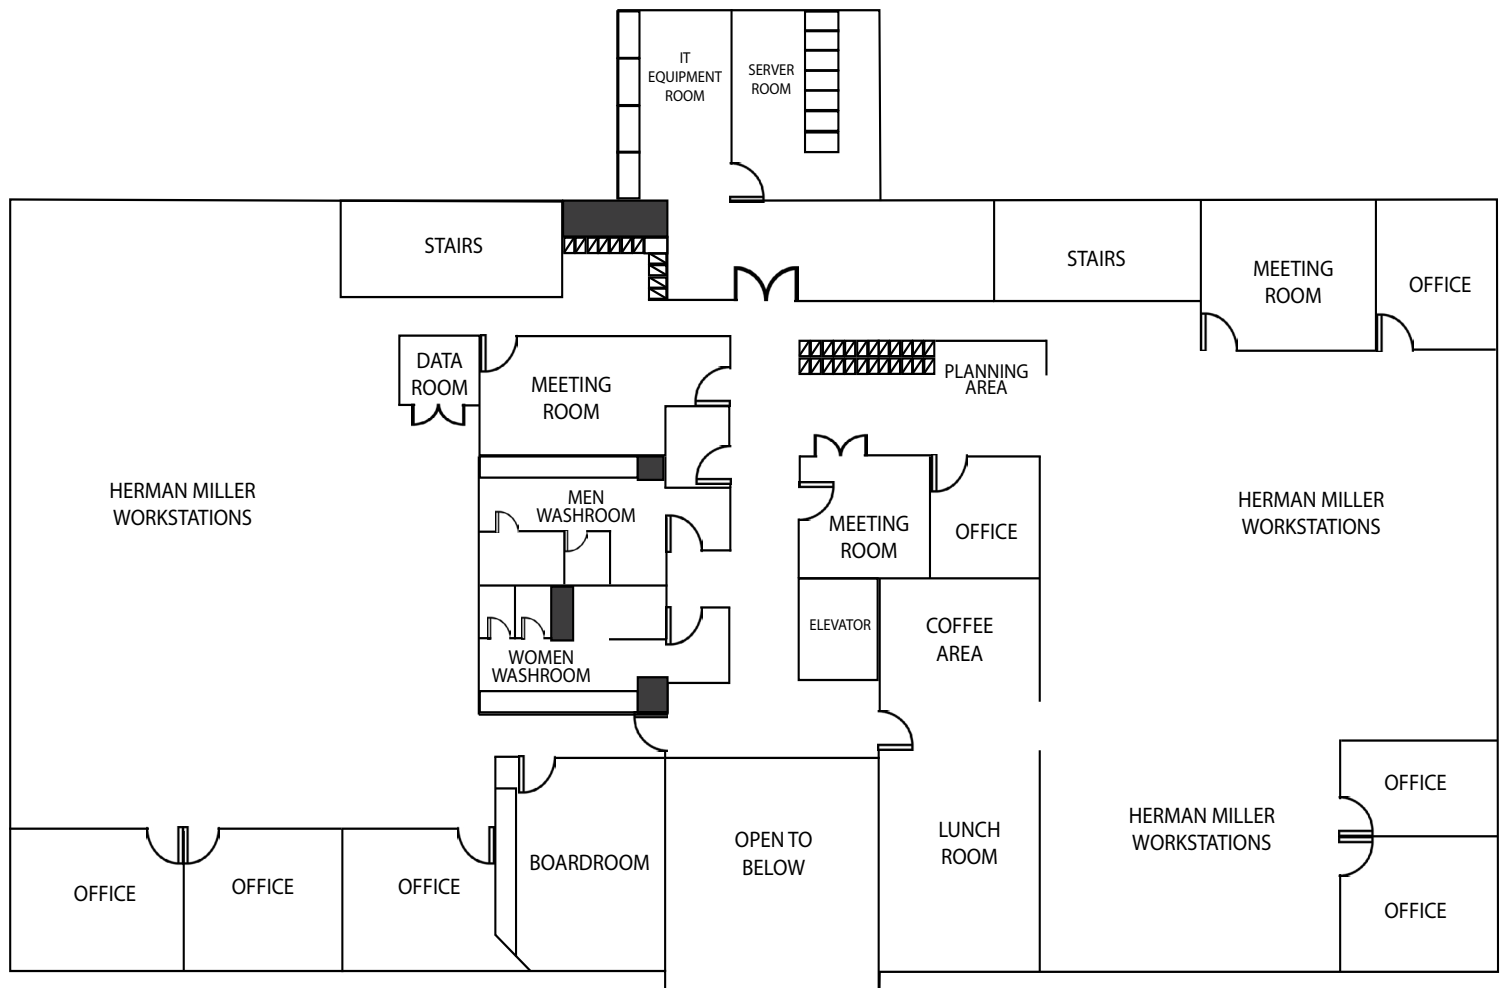 IT
EQUIPMENT
ROOM
SERVER
ROOM
STAIRS
STAIRS
MEETING
ROOM
OFFICE
DATA
ROOM
MEETING
ROOM
PLANNING
AREA
HERMAN MILLER
WORKSTATIONS
MEN
WASHROOM
MEETING
ROOM
OFFICE
HERMAN MILLER
WORKSTATIONS
ELEVATOR
COFFEE
AREA
WOMEN
WASHROOM
OFFICE
OFFICE
OFFICE
BOARDROOM
OPEN TO
BELOW
LUNCH
ROOM
HERMAN MILLER
WORKSTATIONS
OFFICE
OFFICE